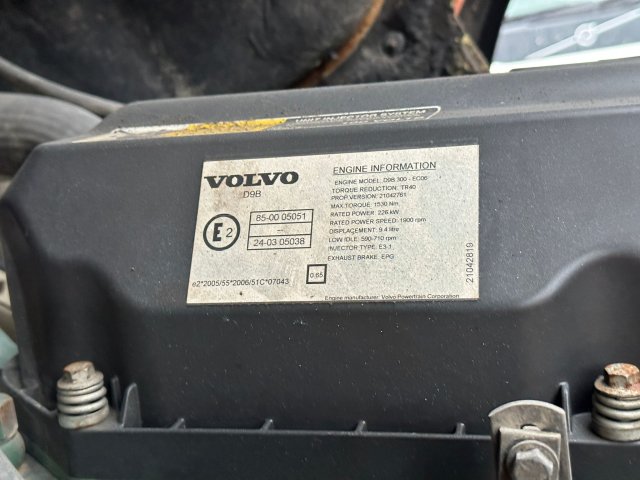 UNIT INJECTOR SYSTEM
VOLVO
D9B
E2
85-00 05051
--
24-03 05038
e2*2005/55*2006/51C*07043
ENGINE INFORMATION
ENGINE MODEL: D9B 300 - EC06
TORQUE REDUCTION: TR40
PROP.VERSION: 21042761
MAX.TORQUE: 1530 Nm
RATED POWER: 226 kW
RATED SPEED: 1900 rpm
DISPLACEMENT: 9.4 litre
LOW IDLE: 590-710 rpm
INJECTOR TYPE: E3.1
EXHAUST BRAKE: EPG
0.65
Engine manufacturer: Volvo Powertrain Corporation
21042819